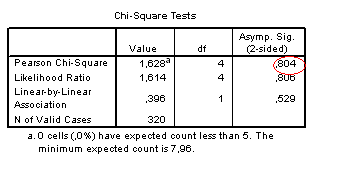 Chi-Square Tests
Value df Asymp. Sig. (2-sided)
Pearson Chi-Square 1,628a 4 ,804
Likelihood Ratio 1,614 4 ,806
Linear-by-Linear Association ,396 1 ,529
N of Valid Cases 320
a. 0 cells (,0%) have expected count less than 5. The
minimum expected count is 7,96.